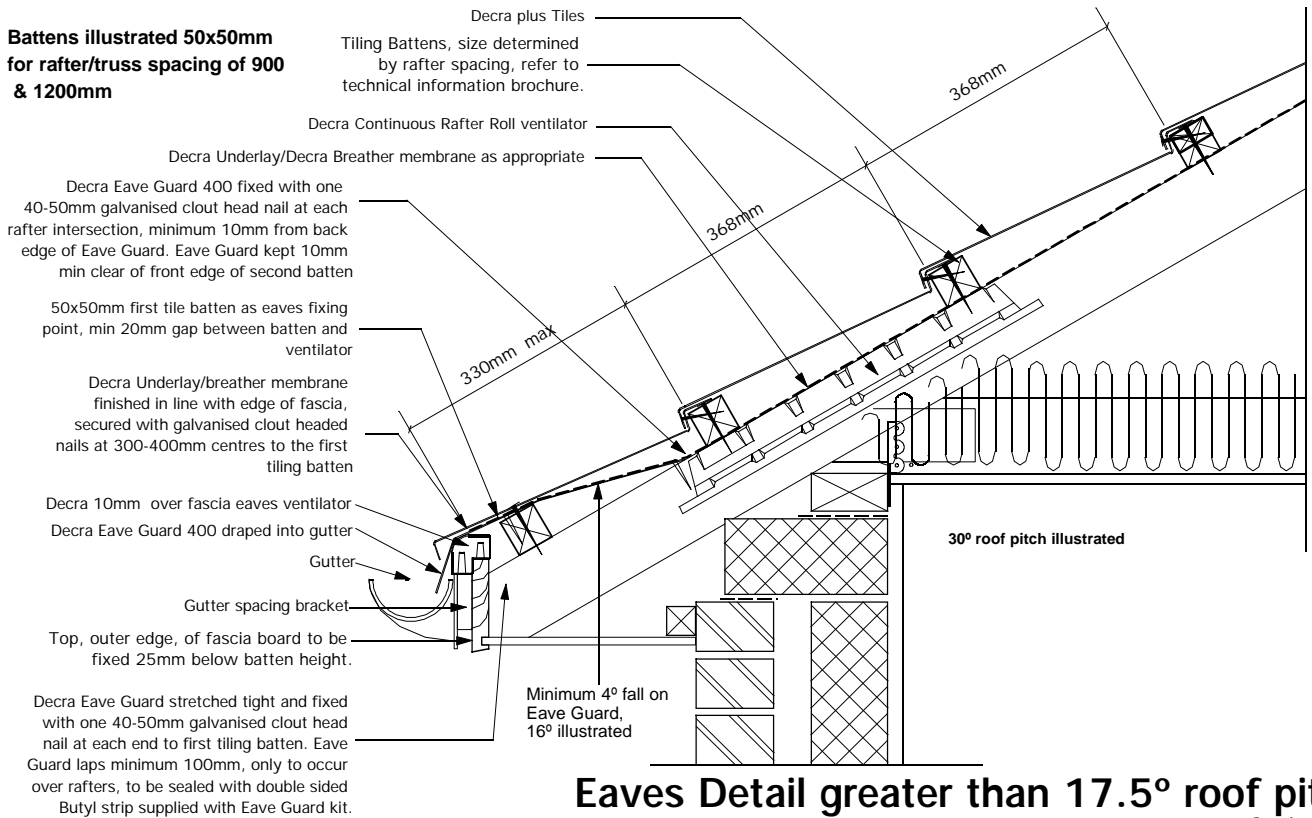 Battens illustrated 50x50mm
for rafter/truss spacing of 900
& 1200mm
Decra plus Tiles
Tiling Battens, size determined
by rafter spacing, refer to
technical information brochure.
Decra Continuous Rafter Roll ventilator
Decra Underlay/Decra Breather membrane as appropriate
Decra Eave Guard 400 fixed with one
40-50mm galvanised clout head nail at each
rafter intersection, minimum 10mm from back
edge of Eave Guard. Eave Guard kept 10mm
min clear of front edge of second batten
50x50mm first tile batten as eaves fixing
point, min 20mm gap between batten and
ventilator
Decra Underlay/breather membrane
finished in line with edge of fascia,
secured with galvanised clout headed
nails at 300-400mm centres to the first
tiling batten
Decra 10mm over fascia eaves ventilator
Decra Eave Guard 400 draped into gutter
Gutter
Gutter spacing bracket
Top, outer edge, of fascia board to be
fixed 25mm below batten height.
Decra Eave Guard stretched tight and fixed
with one 40-50mm galvanised clout head
nail at each end to first tiling batten. Eave
Guard laps minimum 100mm, only to occur
over rafters, to be sealed with double sided
Butyl strip supplied with Eave Guard kit.
368mm
368mm
330mm max
30º roof pitch illustrated
Minimum 4º fall on
Eave Guard,
16º illustrated
Eaves Detail greater than 17.5º roof pit